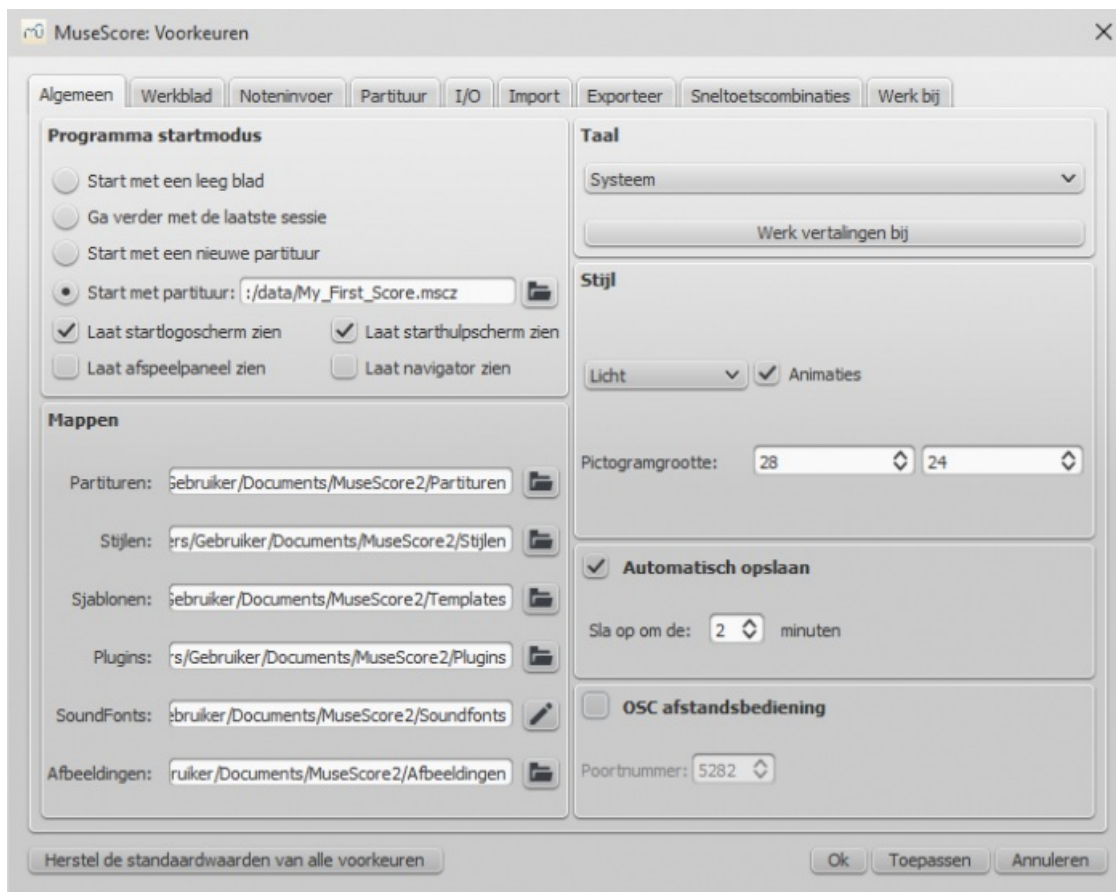 MuseScore: Voorkeuren
Algemeen Werkblad Noteninvoer Partituur I/O Import Exporteer Sneltoetscombinaties Werk bij
Programma startmodus
Start met een leeg blad
Ga verder met de laatste sessie
Start met een nieuwe partituur
Start met partituur: :/data/My_First_Score.mscz
Laat startlogoscherm zien Laat starthulpscherm zien
Laat afspeelpaneel zien Laat navigator zien
Mappen
Partituren: Gebruiker/Documents/MuseScore2/Partituren
Stijlen: ers/Gebruiker/Documents/MuseScore2/Stijlen
Sjablonen: Gebruiker/Documents/MuseScore2/Templates
Plugins: rs/Gebruiker/Documents/MuseScore2/Plugins
SoundFonts: ebruiker/Documents/MuseScore2/Soundfonts
Afbeeldingen: ruiker/Documents/MuseScore2/Afbeeldingen
Taal
Systeem
Werk vertalingen bij
Stijl
Licht Animaties
Pictogramgrootte: 28 24
Automatisch opslaan
Sla op om de: 2 minuten
OSC afstandsbediening
Poortnummer: 5282
Herstel de standaardwaarden van alle voorkeuren Ok Toepassen Annuleren